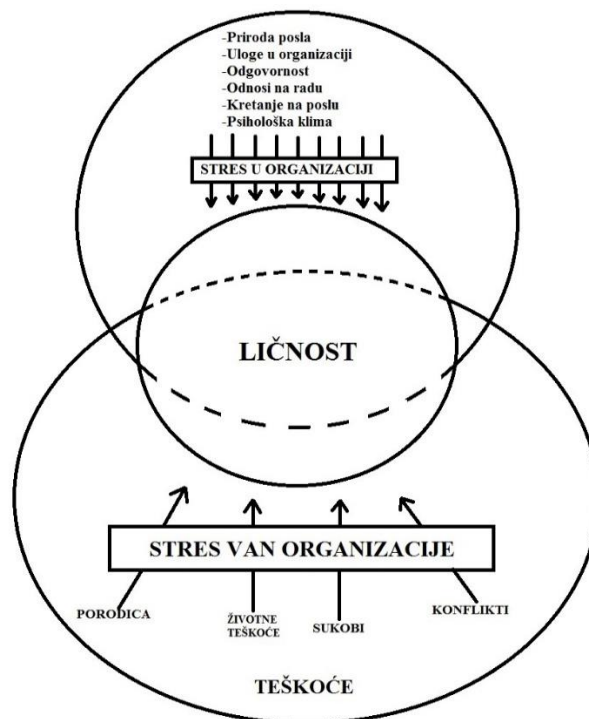 -Priroda posla
-Uloge u organizaciji
-Odgovornost
-Odnosi na radu
-Kretanje na poslu
-Psihološka klima
STRES U ORGANIZACIJI
LIČNOST
STRES VAN ORGANIZACIJE
PORODICA
ŽIVOTNE
TEŠKOĆE
SUKOBI
KONFLIKTI
TEŠKOĆE